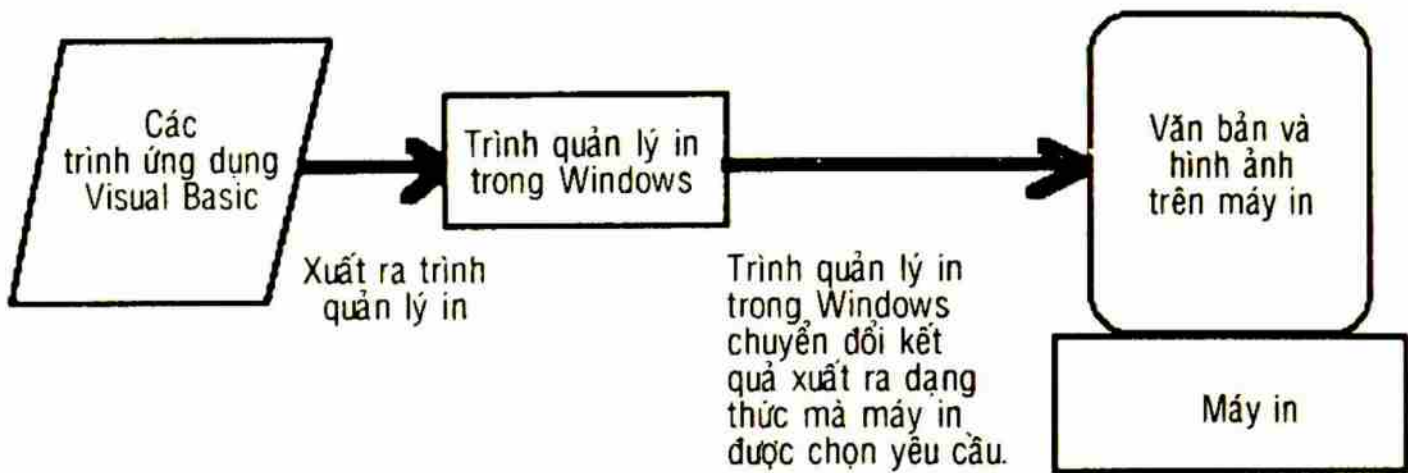 Các
trình ứng dụng
Visual Basic
Xuất ra trình
quản lý in
Trình quản lý in
trong Windows
Trình quản lý in
trong Windows
chuyển đổi kết
quả xuất ra dạng
thức mà máy in
được chọn yêu cầu.
Văn bản và
hình ảnh
trên máy in
Máy in